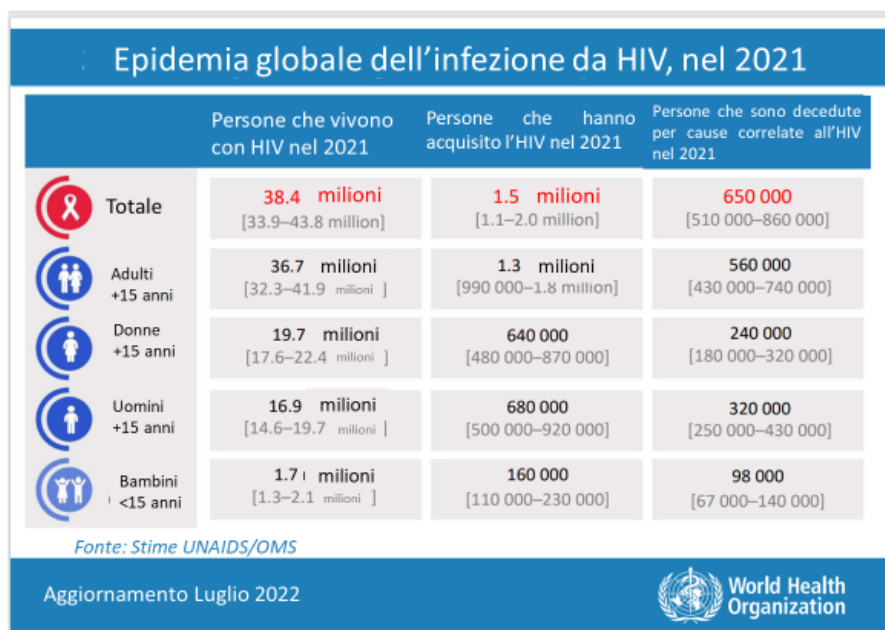 Epidemia globale dell'infezione da HIV, nel 2021
Persone che vivono
con HIV nel 2021
Persone che hanno
acquisito l'HIV nel 2021
Persone che sono decedute
per cause correlate all'HIV
nel 2021
Totale
38.4 milioni
[33.9–43.8 million]
1.5 milioni
[1.1–2.0 million]
650 000
[510 000–860 000]
Adulti
+15 anni
36.7 milioni
[32.3–41.9 milioni ]
1.3 milioni
[990 000–1.8 million]
560 000
[430 000–740 000]
Donne
+15 anni
19.7 milioni
[17.6–22.4 milioni ]
640 000
[480 000–870 000]
240 000
[180 000–320 000]
Uomini
+15 anni
16.9 milioni
[14.6–19.7 milioni ]
680 000
[500 000–920 000]
320 000
[250 000–430 000]
Bambini
<15 anni
1.7 milioni
[1.3–2.1 milioni ]
160 000
[110 000–230 000]
98 000
[67 000–140 000]
Fonte: Stime UNAIDS/OMS
Aggiornamento Luglio 2022
World Health
Organization